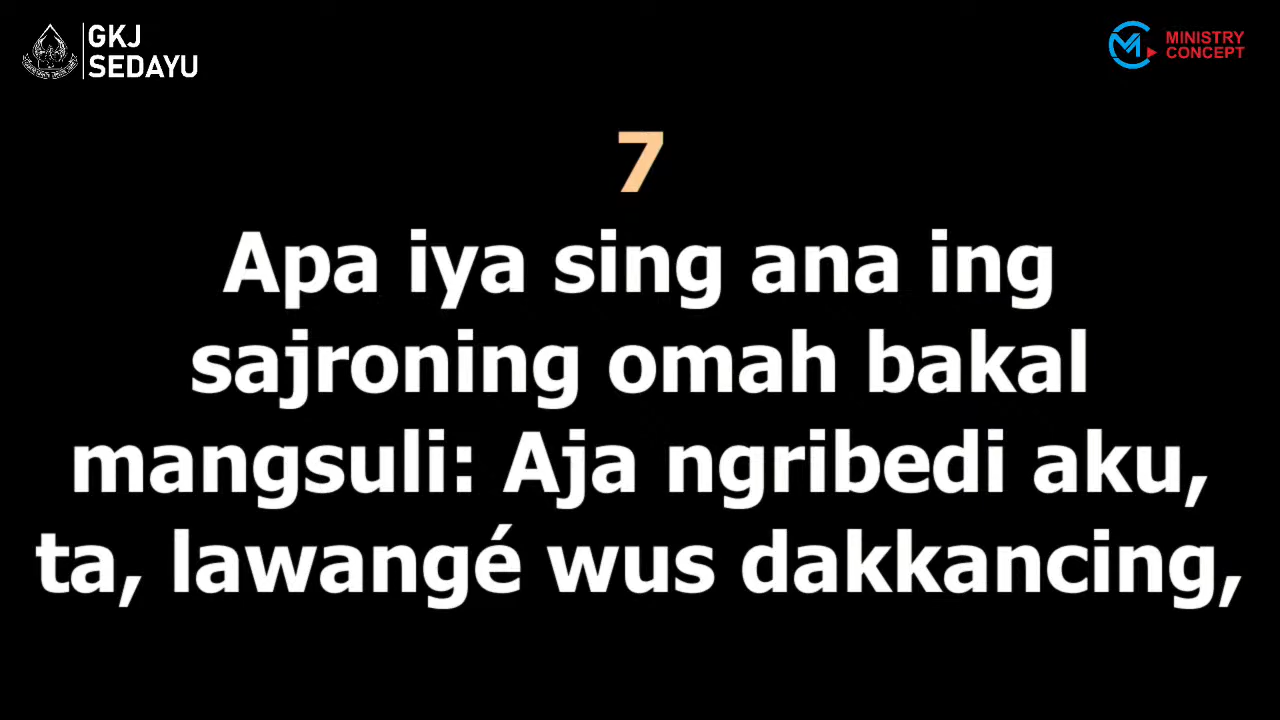 GKJ
SEDAYU
MINISTRY
CONCEPT
7
Apa iya sing ana ing
sajroning omah bakal
mangsuli: Aja ngribedi aku,
ta, lawangé wus dakkancing,